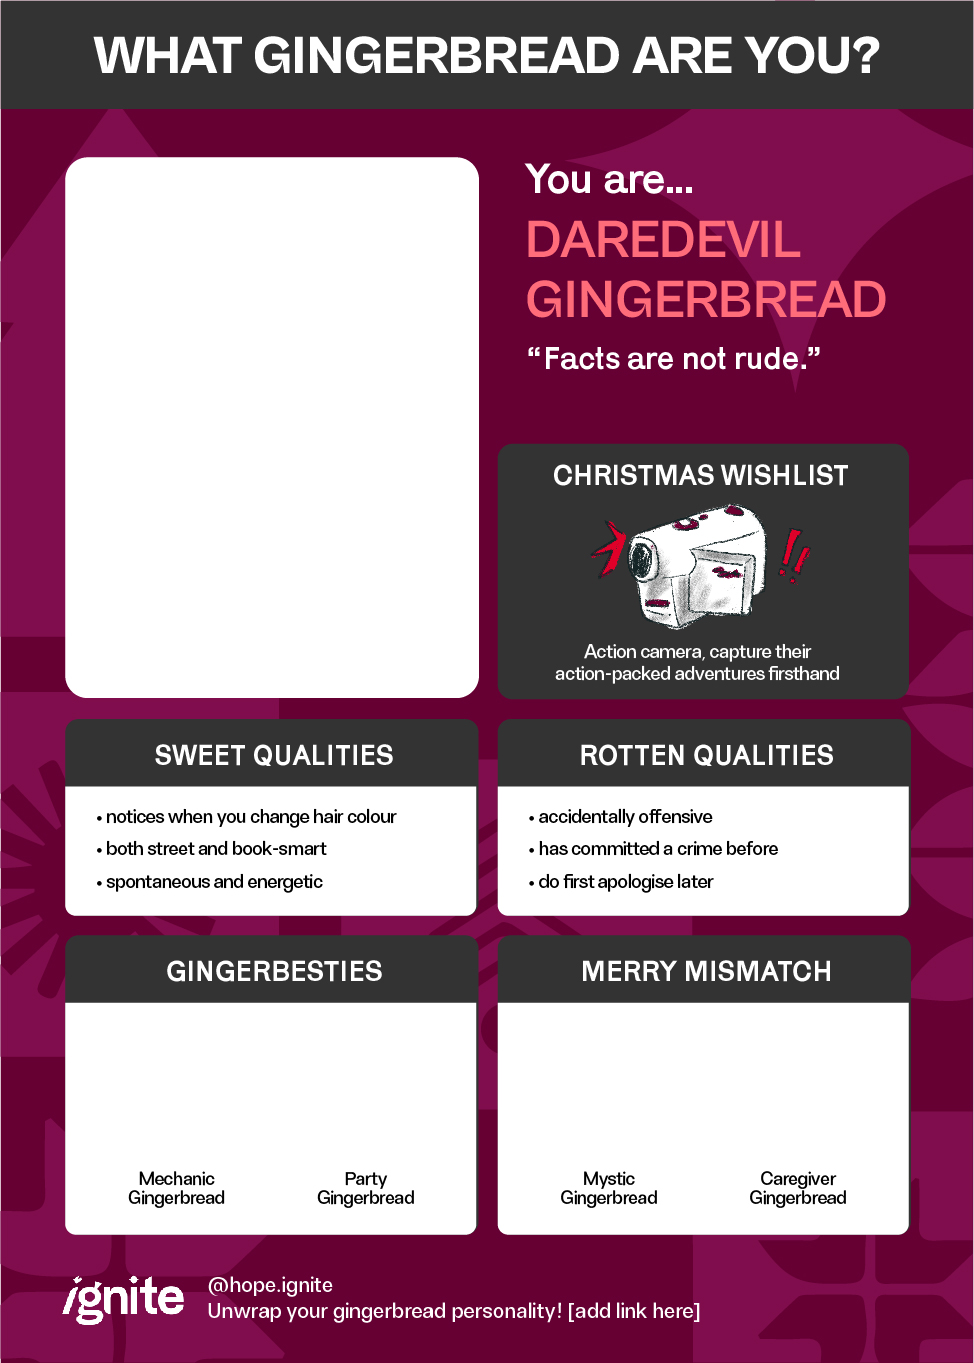 WHAT GINGERBREAD ARE YOU?
You are...
DAREDEVIL
GINGERBREAD
“Facts are not rude.”
CHRISTMAS WISHLIST
!!
Action camera, capture their
action-packed adventures firsthand
SWEET QUALITIES
• notices when you change hair colour
• both street and book-smart
• spontaneous and energetic
ROTTEN QUALITIES
• accidentally offensive
• has committed a crime before
• do first apologise later
GINGERBESTIES
Mechanic
Gingerbread
Party
Gingerbread
MERRY MISMATCH
Mystic
Gingerbread
Caregiver
Gingerbread
ignite
@hope.ignite
Unwrap your gingerbread personality! [add link here]